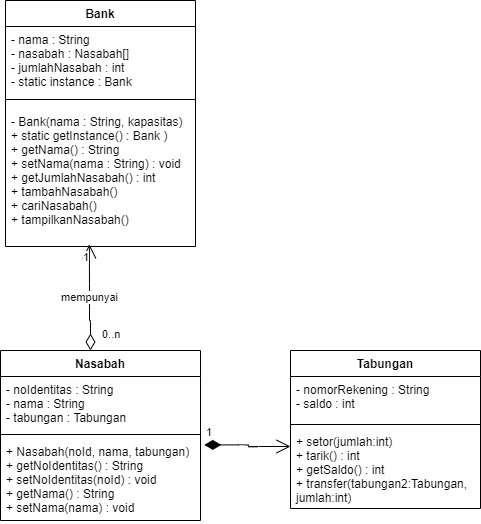 Bank
- nama : String
- nasabah : Nasabah[]
- jumlahNasabah : int
- static instance : Bank
- Bank(nama : String, kapasitas)
+ static getInstance() : Bank )
+ getNama() : String
+ setNama(nama : String) : void
+ getJumlahNasabah() : int
+ tambahNasabah()
+ cariNasabah()
+ tampilkanNasabah()
1
mempunyai
0..n
Nasabah
- noIdentitas : String
- nama : String
- tabungan : Tabungan
+ Nasabah(noId, nama, tabungan)
+ getNoIdentitas() : String
+ setNoIdentitas(noId) : void
+ getNama() : String
+ setNama(nama) : void
1
Tabungan
- nomorRekening : String
- saldo : int
+ setor(jumlah:int)
+ tarik() : int
+ getSaldo() : int
+ transfer(tabungan2:Tabungan,
jumlah:int)